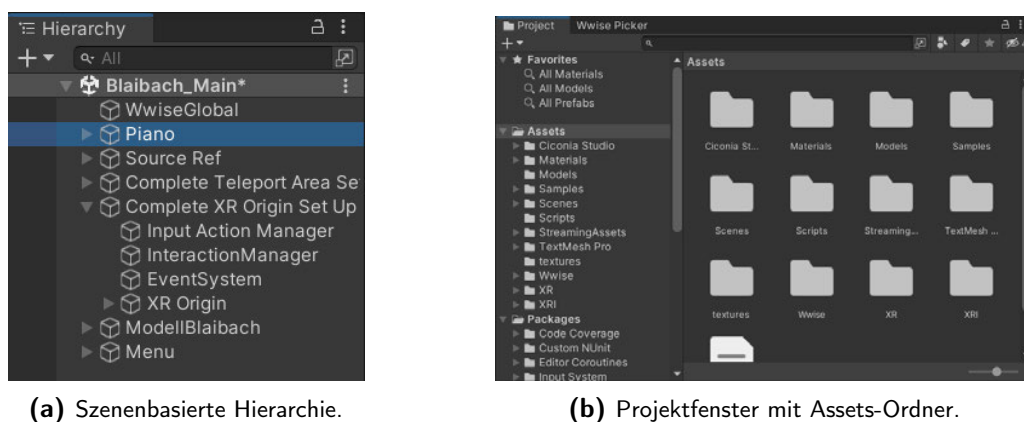 Hierarchy
All
Blaibach_Main*
WwiseGlobal
Piano
Source Ref
Complete Teleport Area Se
Complete XR Origin Set Up
Input Action Manager
InteractionManager
EventSystem
XR Origin
ModellBlaibach
Menu
(a) Szenenbasierte Hierarchie.
Project Wwise Picker
Favorites
All Materials
All Models
All Prefabs
Assets
Ciconia Studio
Materials
Models
Samples
Scenes
Scripts
StreamingAssets
TextMesh Pro
textures
Wwise
XR
XRI
Packages
Code Coverage
Custom NUnit
Editor Coroutines
Input System
Assets
Ciconia St... Materials Models Samples
Scenes Scripts Streaming... TextMesh ...
textures Wwise XR XRI
(b) Projektfenster mit Assets-Ordner.